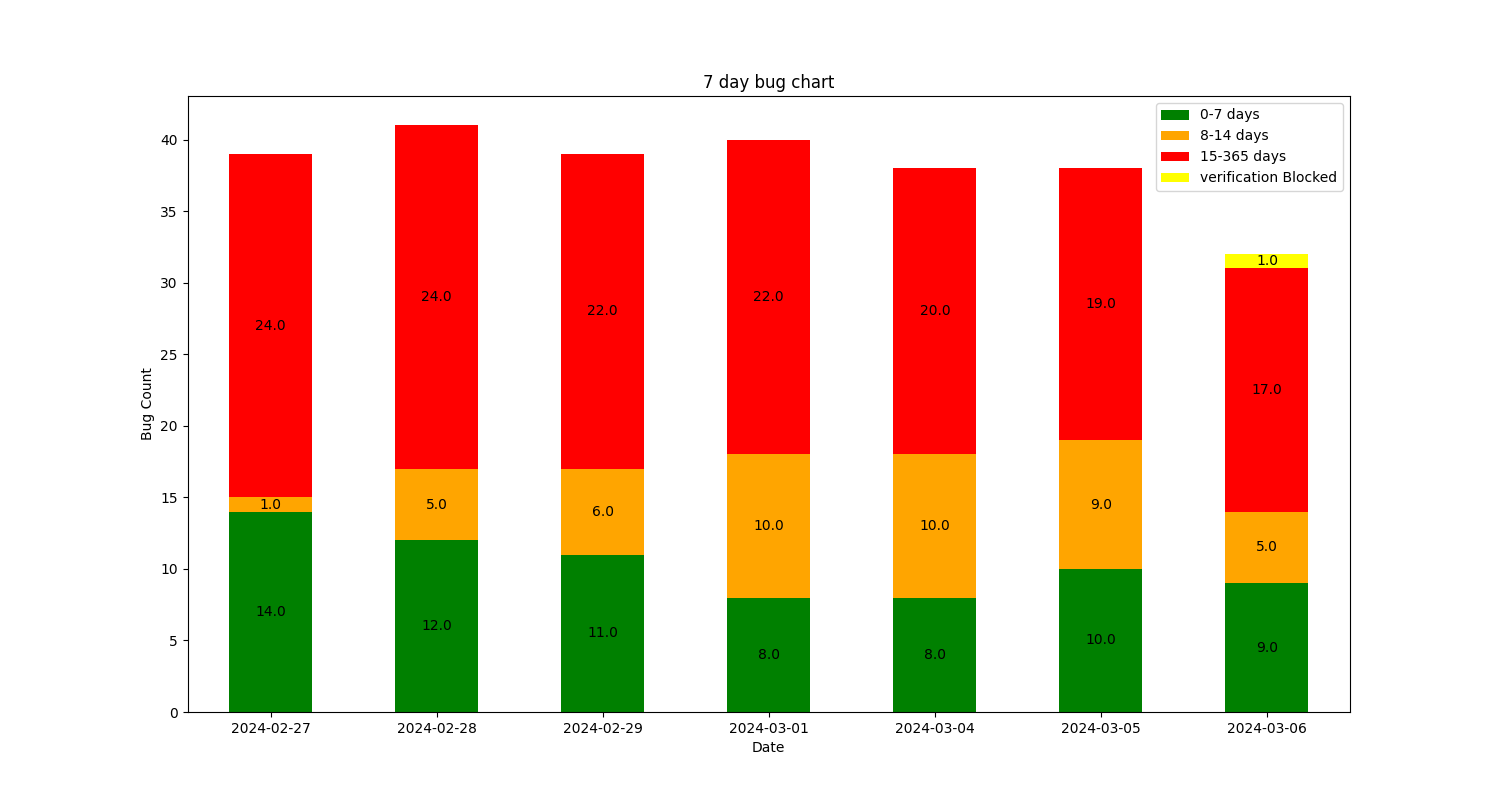 7 day bug chart
0-7 days
8-14 days
15-365 days
verification Blocked
Bug Count
40
35
30
25
20
15
10
5
0
24.0 24.0 22.0 22.0 20.0 19.0 17.0 1.0
1.0 5.0 6.0 10.0 10.0 9.0 5.0
14.0 12.0 11.0 8.0 8.0 10.0 9.0
2024-02-27 2024-02-28 2024-02-29 2024-03-01 2024-03-04 2024-03-05 2024-03-06
Date